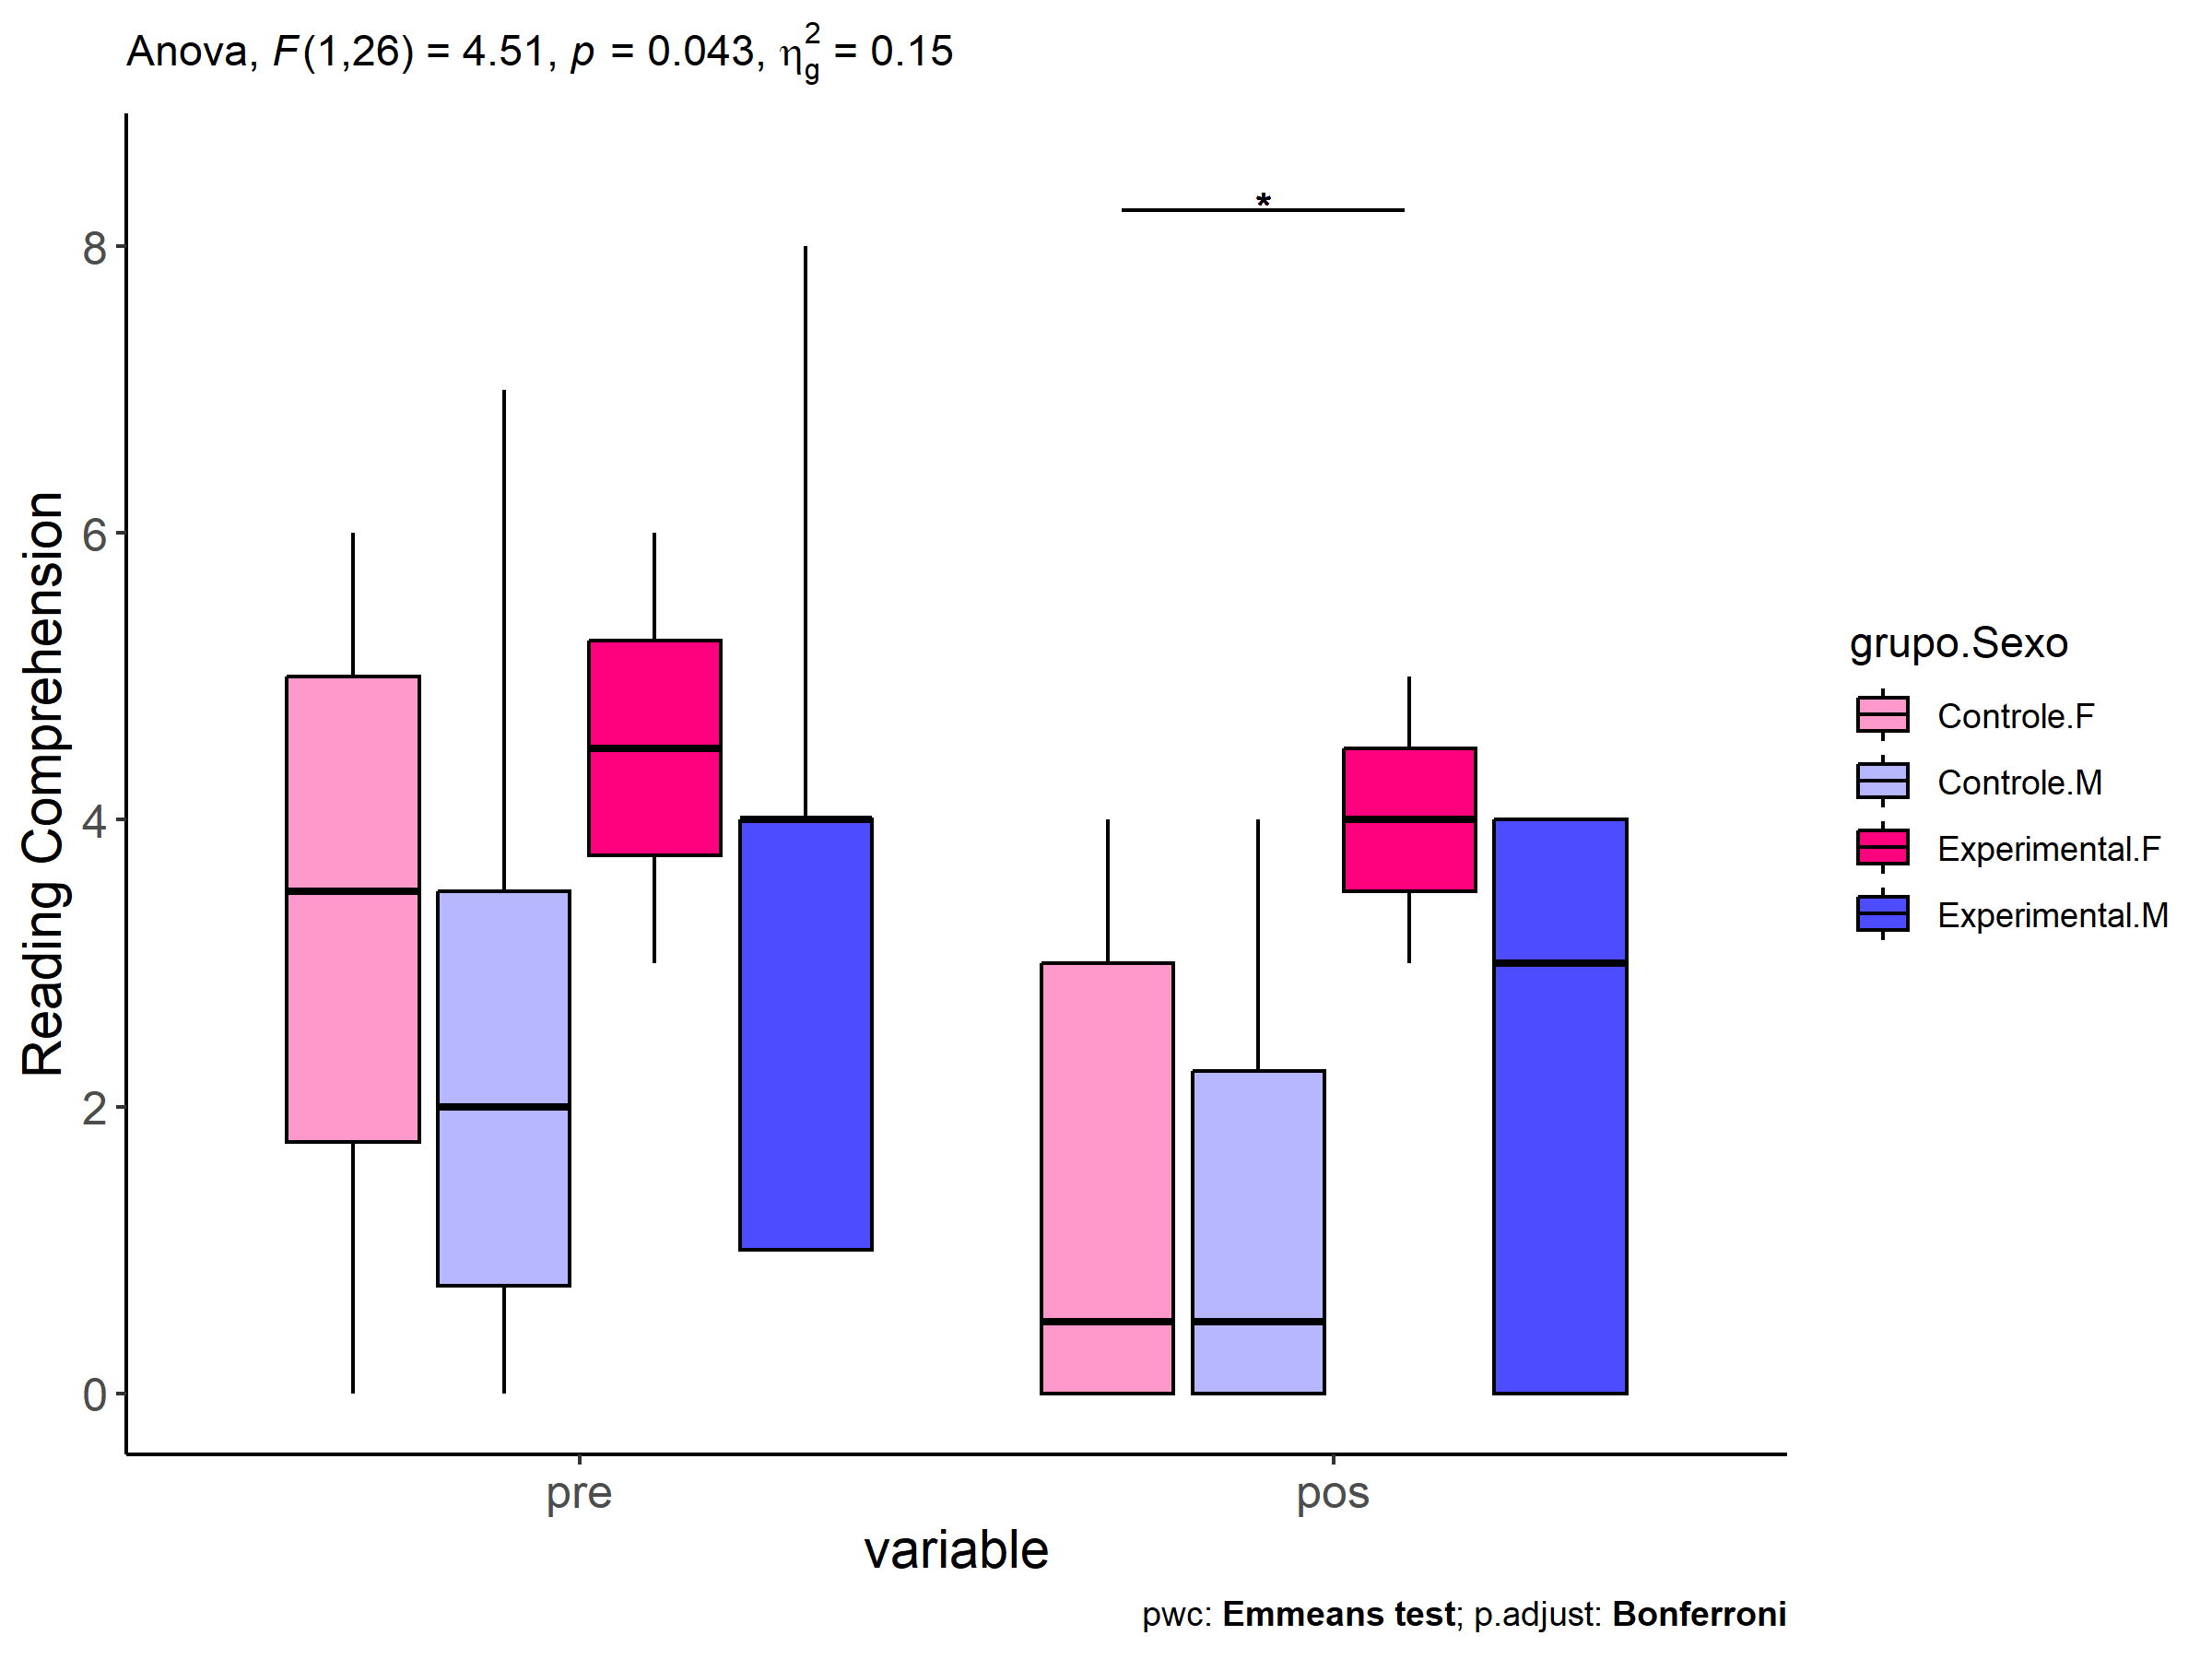 Anova, F(1,26) = 4.51, p = 0.043, η²g = 0.15
*
Reading Comprehension
8
6
4
2
0
pre
pos
variable
grupo.Sexo
Controle.F
Controle.M
Experimental.F
Experimental.M
pwc: Emmeans test; p.adjust: Bonferroni